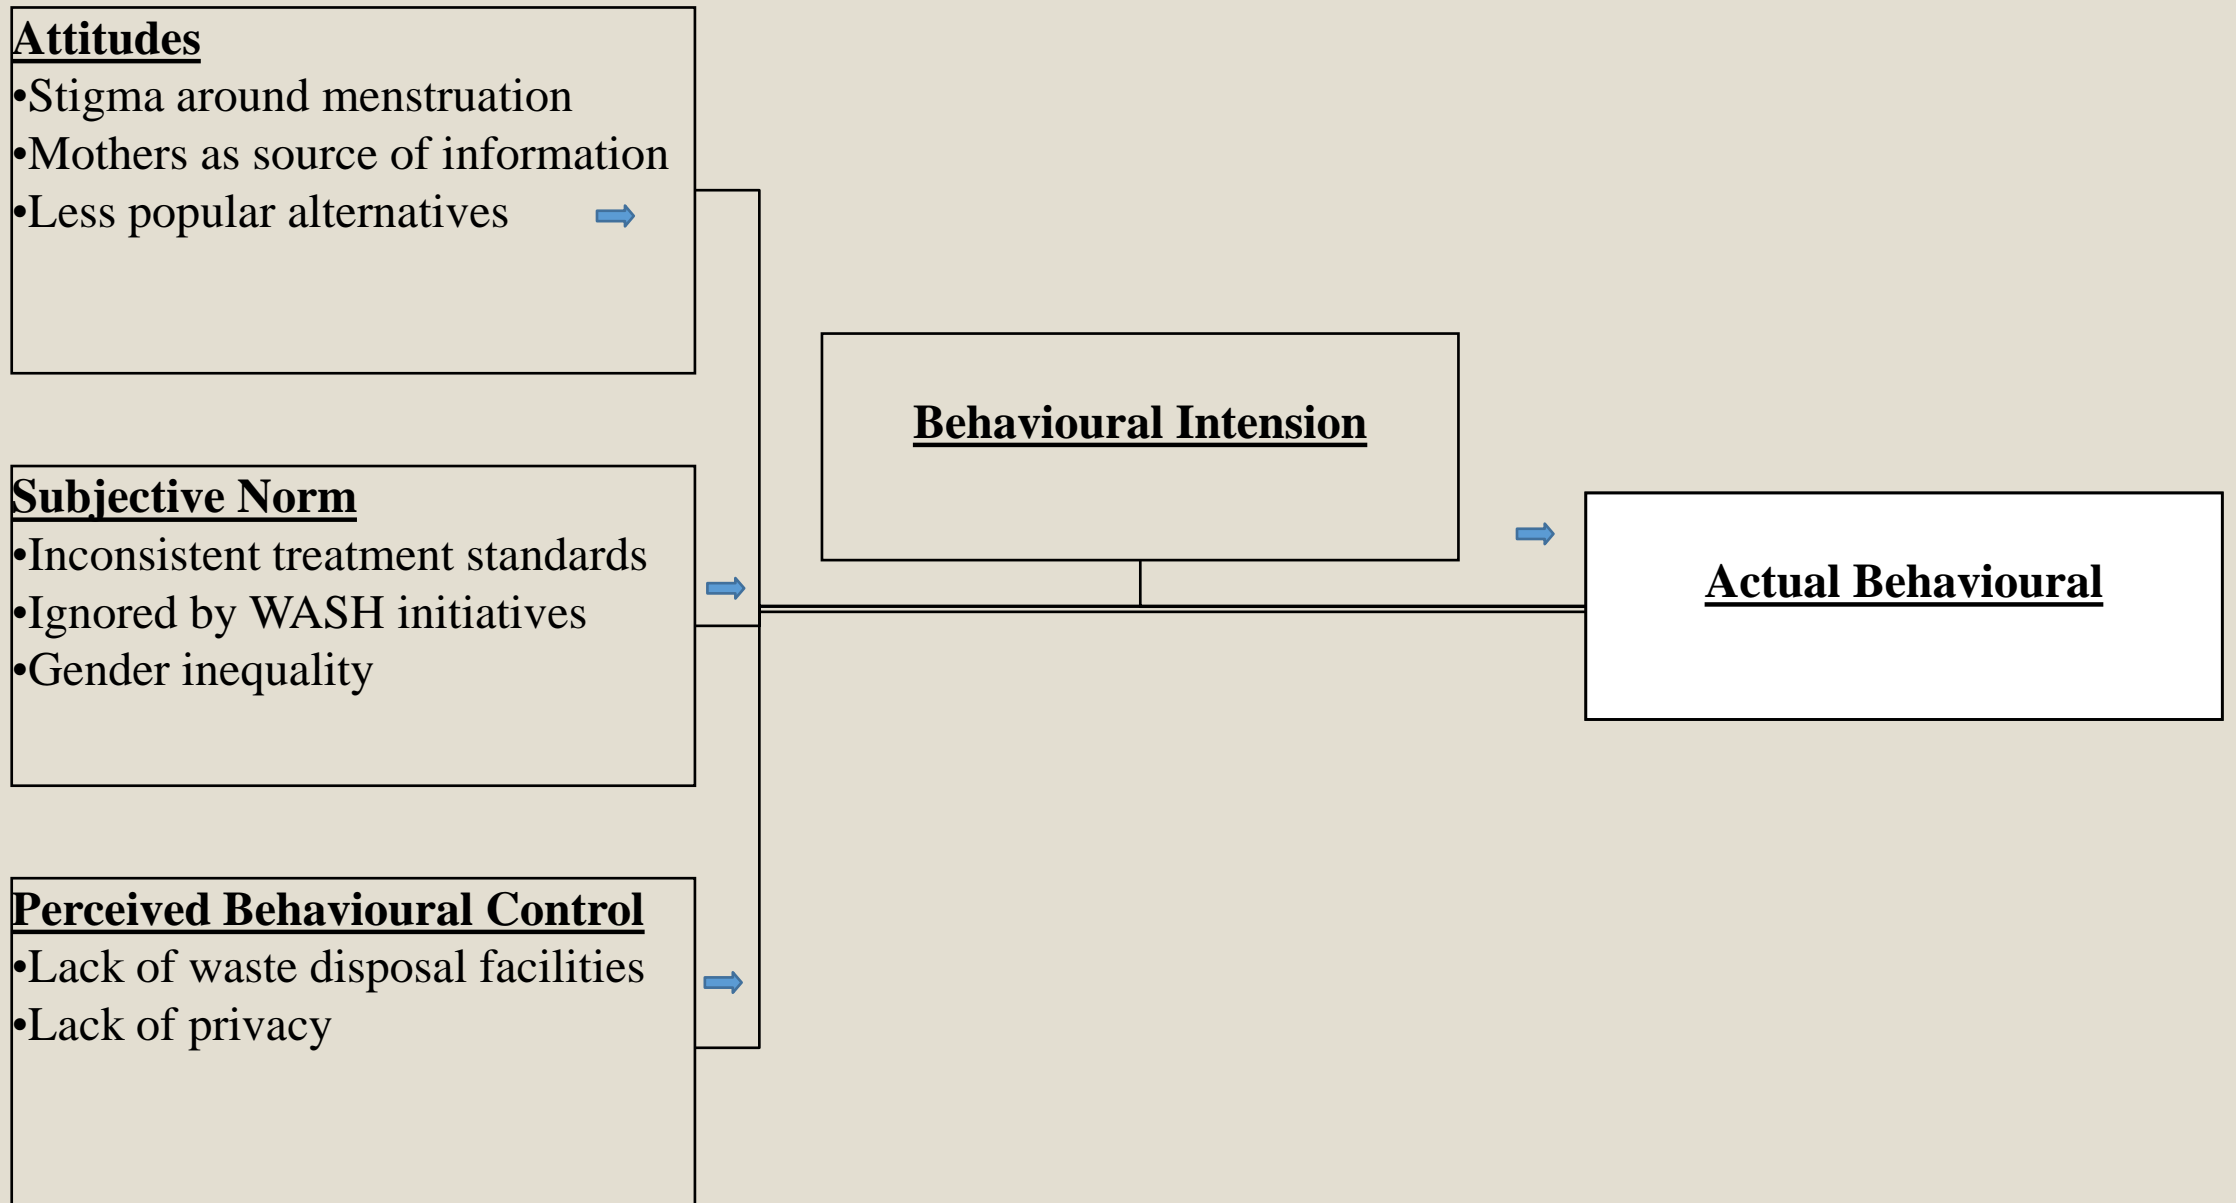 Attitudes
•Stigma around menstruation
•Mothers as source of information
•Less popular alternatives
Subjective Norm
•Inconsistent treatment standards
•Ignored by WASH initiatives
•Gender inequality
Perceived Behavioural Control
•Lack of waste disposal facilities
•Lack of privacy
Behavioural Intension
Actual Behavioural